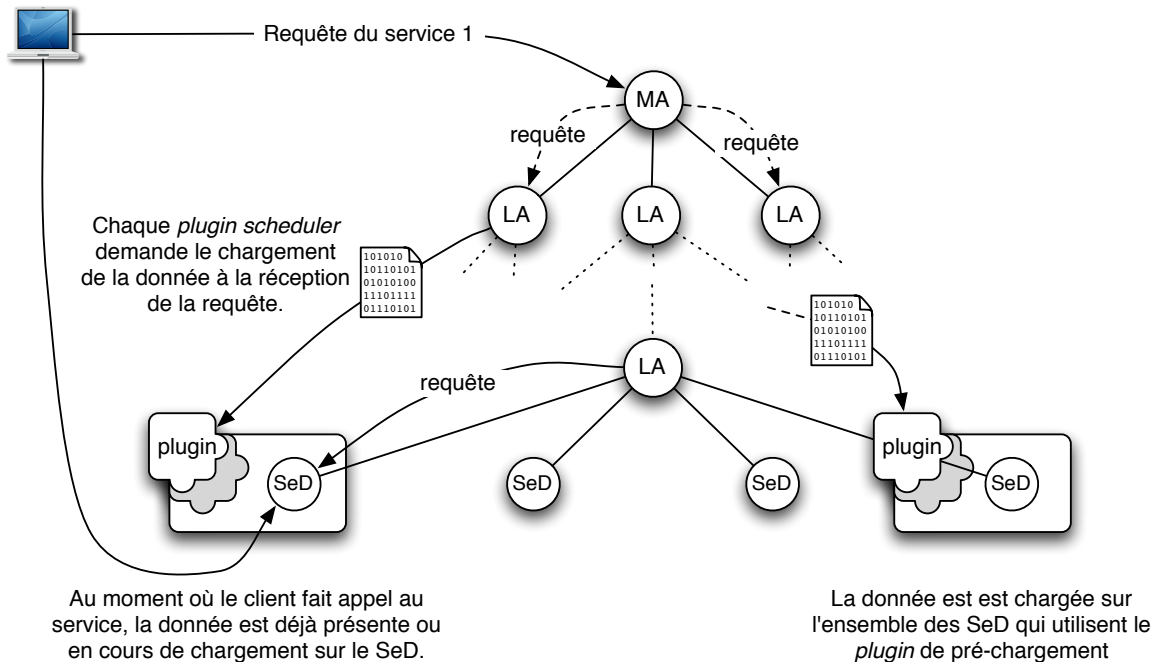 Requête du service 1
MA
requête
requête
LA
LA
LA
Chaque plugin scheduler
demande le chargement
de la donnée à la réception
de la requête.
101010
10110101
01010100
11101111
01110101
101010
10110101
01010100
11101111
01110101
LA
requête
plugin
SeD
SeD
SeD
plugin
SeD
Au moment où le client fait appel au
service, la donnée est déjà présente ou
en cours de chargement sur le SeD.
La donnée est est chargée sur
l'ensemble des SeD qui utilisent le
plugin de pré-chargement